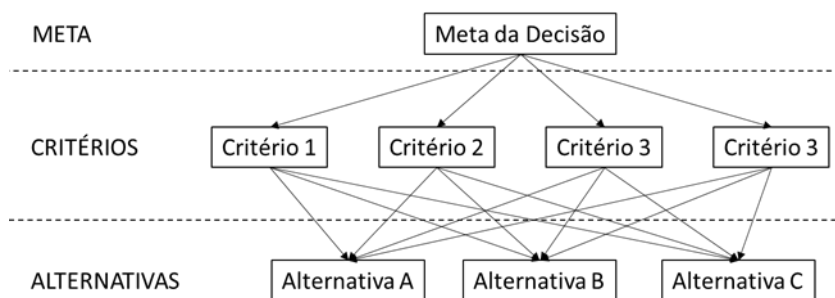 META
Meta da Decisão
CRITÉRIOS
Critério 1
Critério 2
Critério 3
Critério 3
ALTERNATIVAS
Alternativa A
Alternativa B
Alternativa C